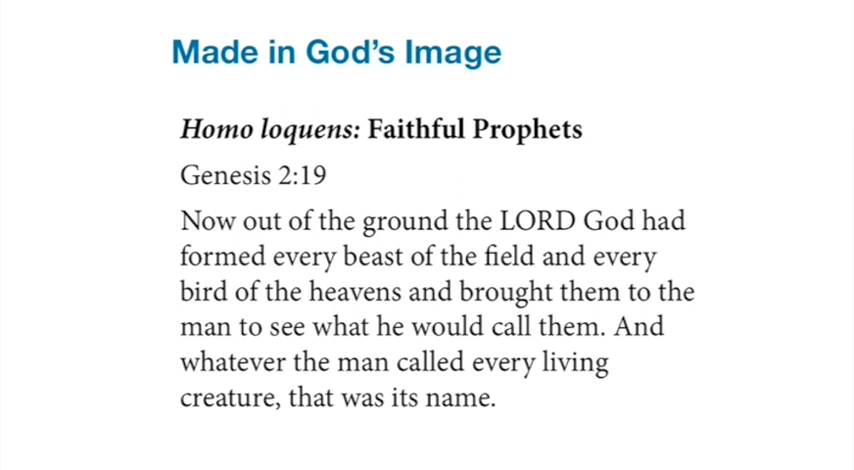 Made in God’s Image
Homo loquens: Faithful Prophets
Genesis 2:19
Now out of the ground the LORD God had
formed every beast of the field and every
bird of the heavens and brought them to the
man to see what he would call them. And
whatever the man called every living
creature, that was its name.